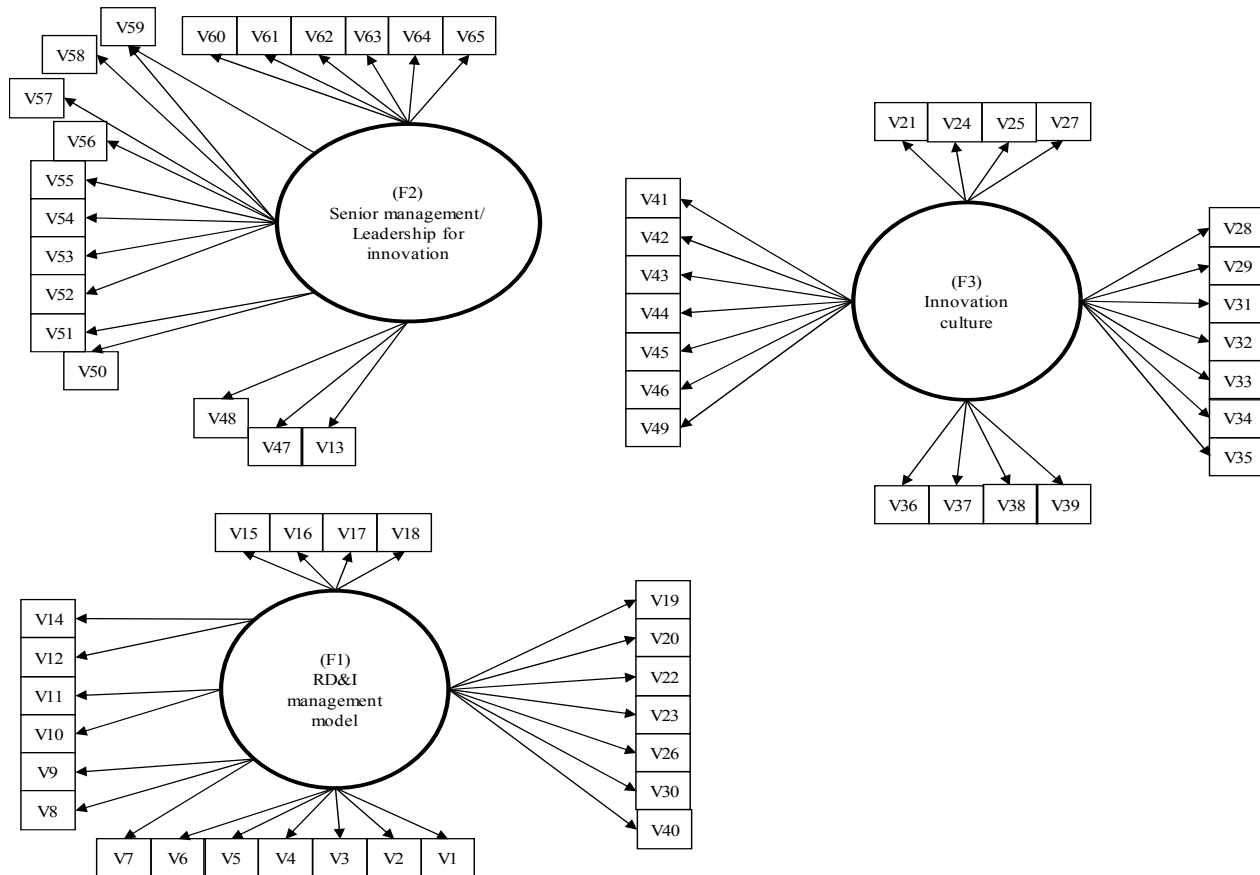 V59
V60 V61 V62 V63 V64 V65
V58
V57
V56
V55
V54
V53
V52
V51
V50
(F2)
Senior management/
Leadership for
innovation
V48
V47 V13
V21 V24 V25 V27
V41
V42
V43
V44
V45
V46
V49
(F3)
Innovation
culture
V28
V29
V31
V32
V33
V34
V35
V36 V37 V38 V39
V15 V16 V17 V18
V14
V12
V11
V10
V9
V8
(F1)
RD&I
management
model
V19
V20
V22
V23
V26
V30
V40
V7 V6 V5 V4 V3 V2 V1